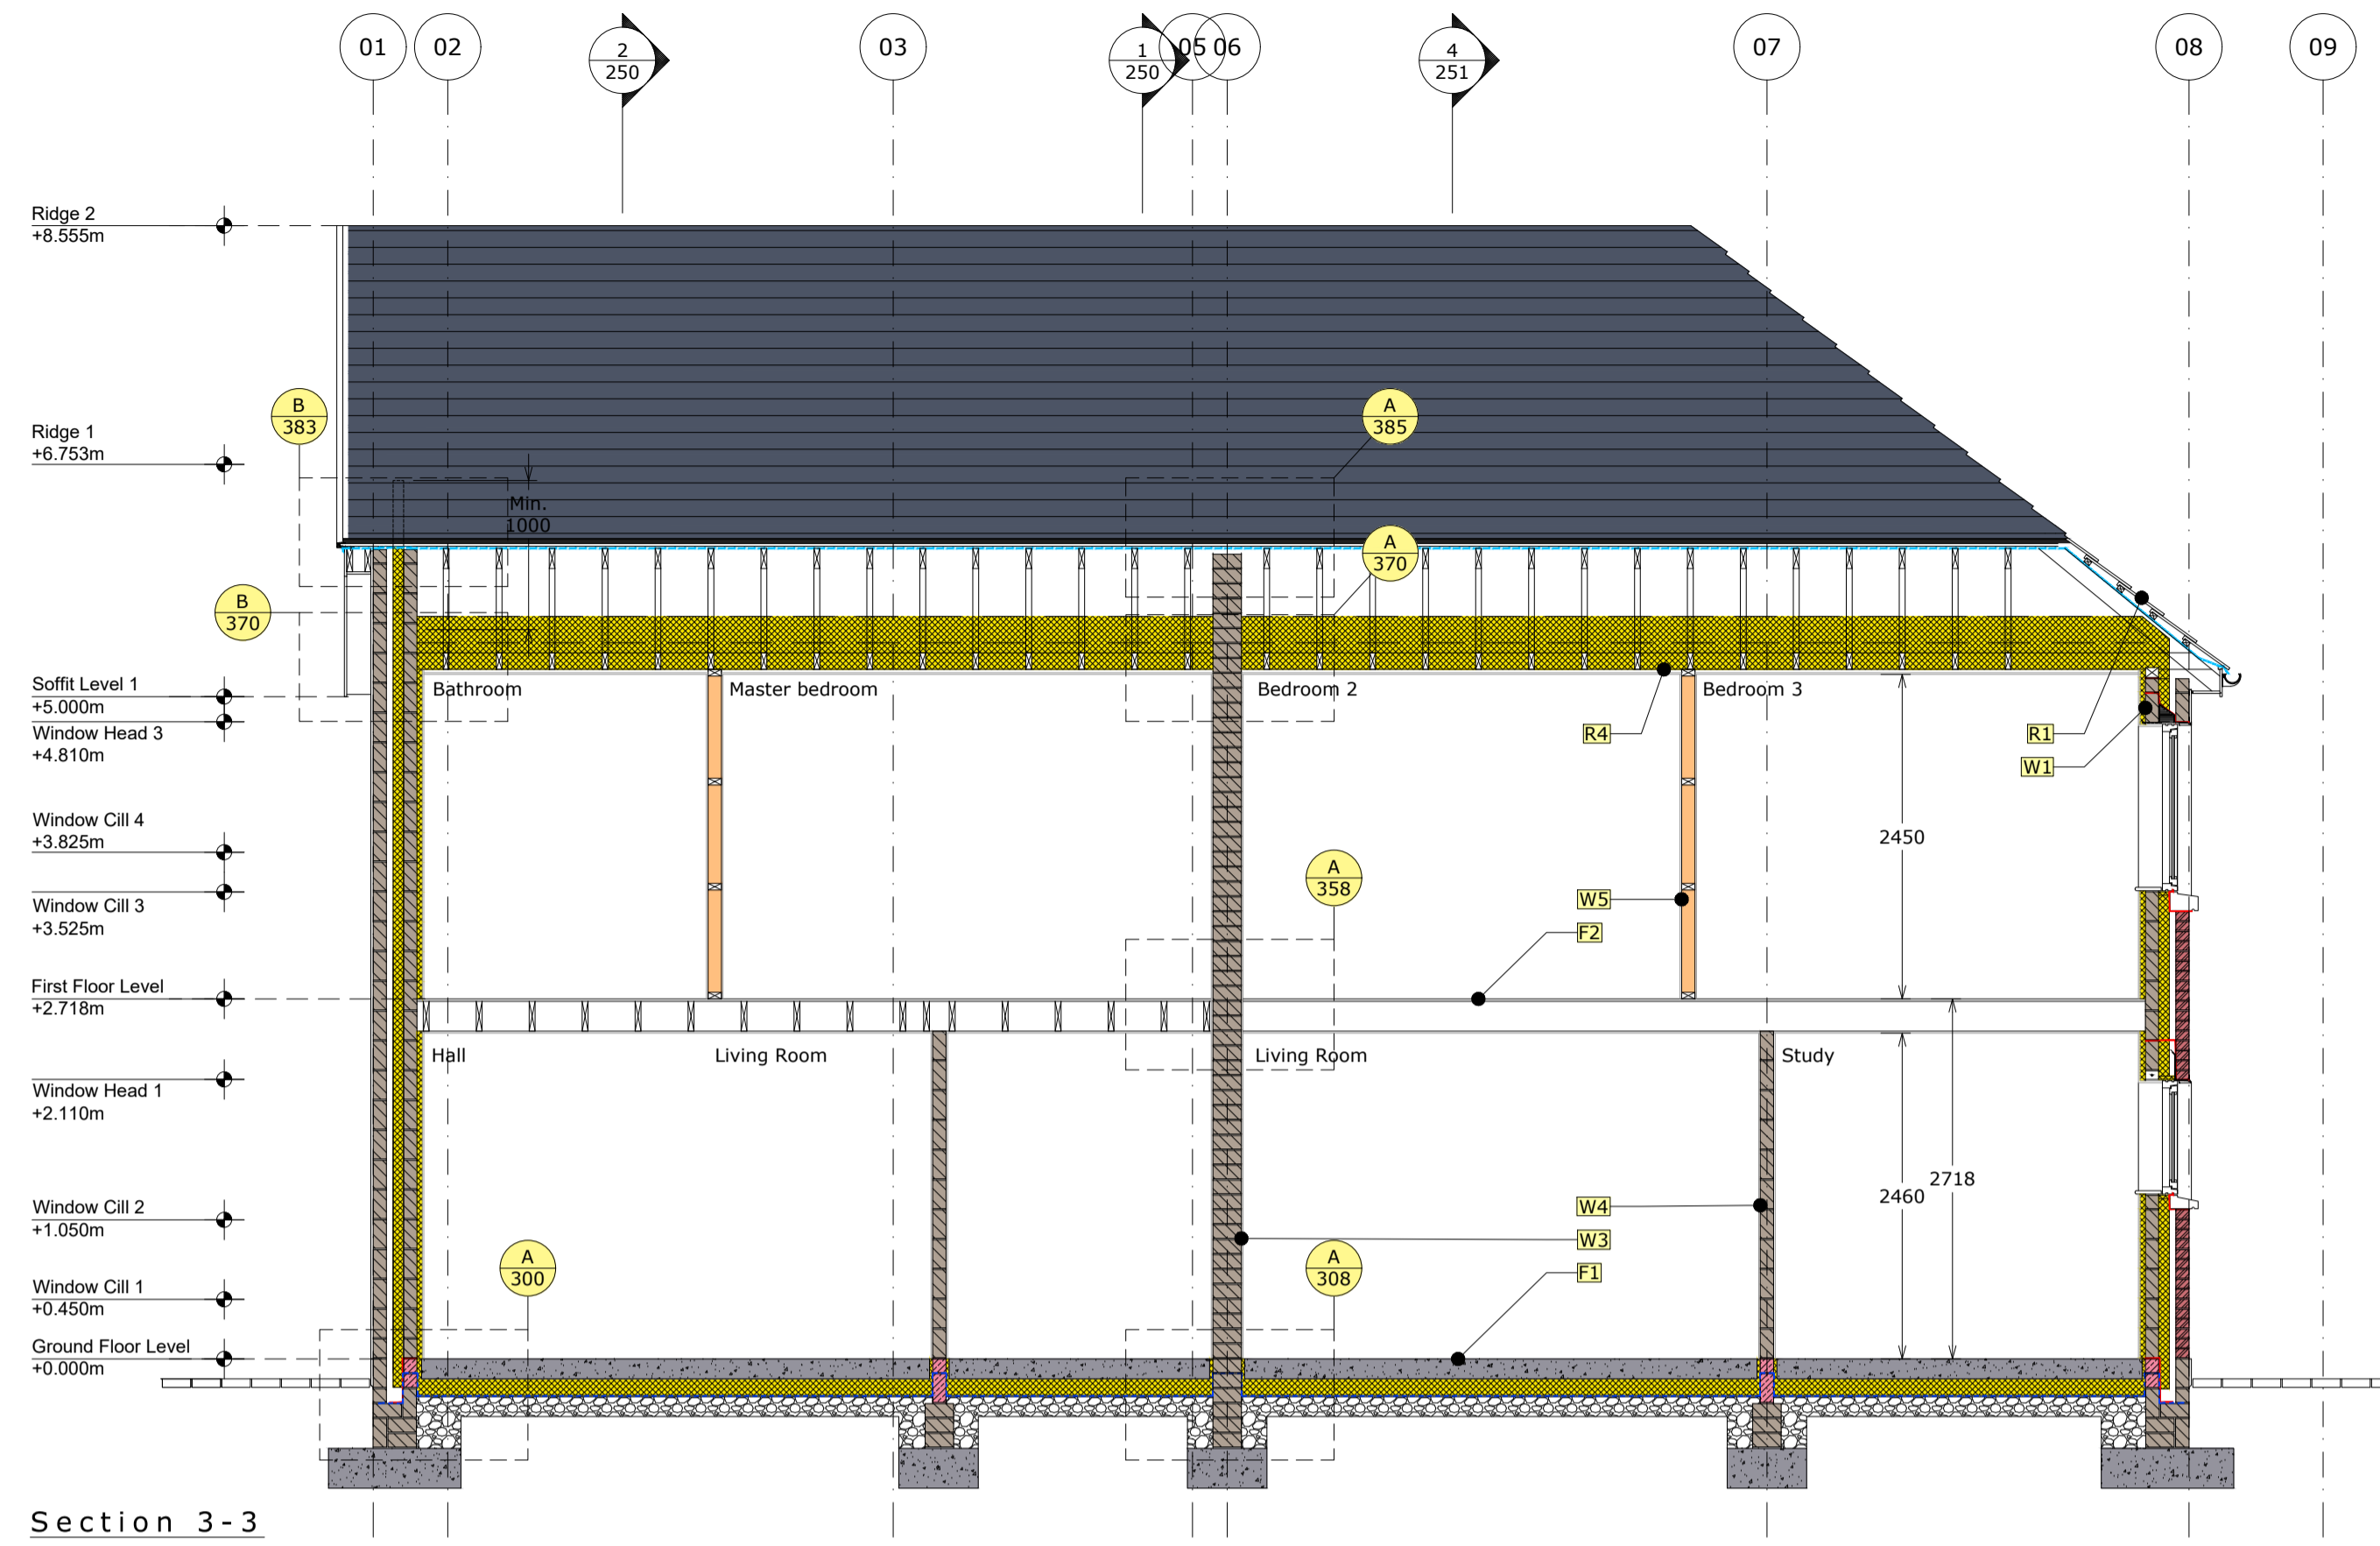 01
02
2
250
03
1
250
05
06
4
251
07
08
09
Ridge 2
+8.555m
B
383
A
385
Ridge 1
+6.753m
Min.
1000
A
370
B
370
Soffit Level 1
+5.000m
Bathroom
Master bedroom
Bedroom 2
Bedroom 3
Window Head 3
+4.810m
R4
R1
W1
Window Cill 4
+3.825m
2450
A
358
W5
Window Cill 3
+3.525m
F2
First Floor Level
+2.718m
Hall
Living Room
Living Room
Study
Window Head 1
+2.110m
2718
2460
Window Cill 2
+1.050m
W4
W3
A
300
A
308
F1
Window Cill 1
+0.450m
Ground Floor Level
+0.000m
Section 3-3